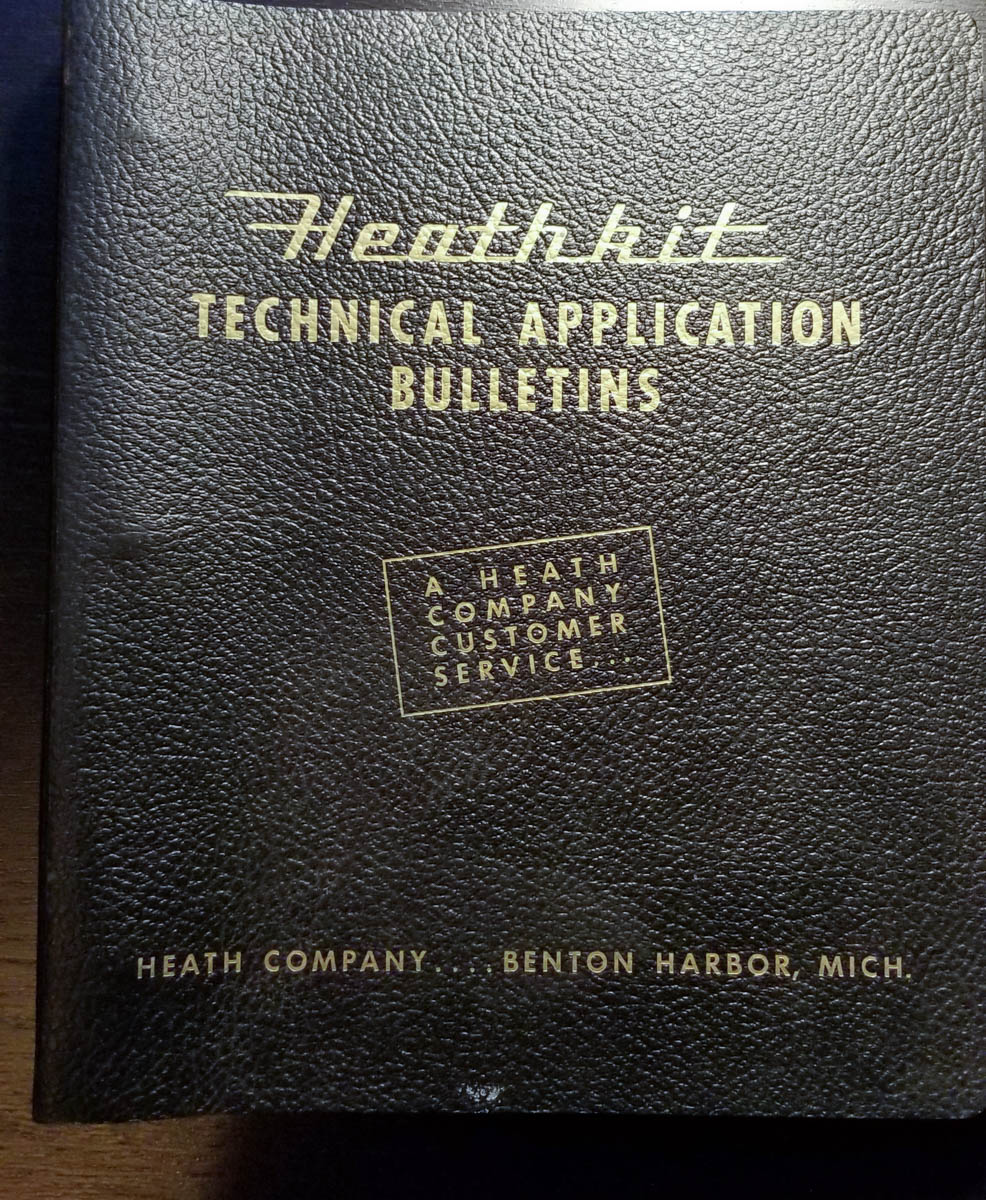 Heathkit
TECHNICAL APPLICATION
BULLETINS
A HEATH
COMPANY
CUSTOMER
SERVICE...
HEATH COMPANY....BENTON HARBOR, MICH.